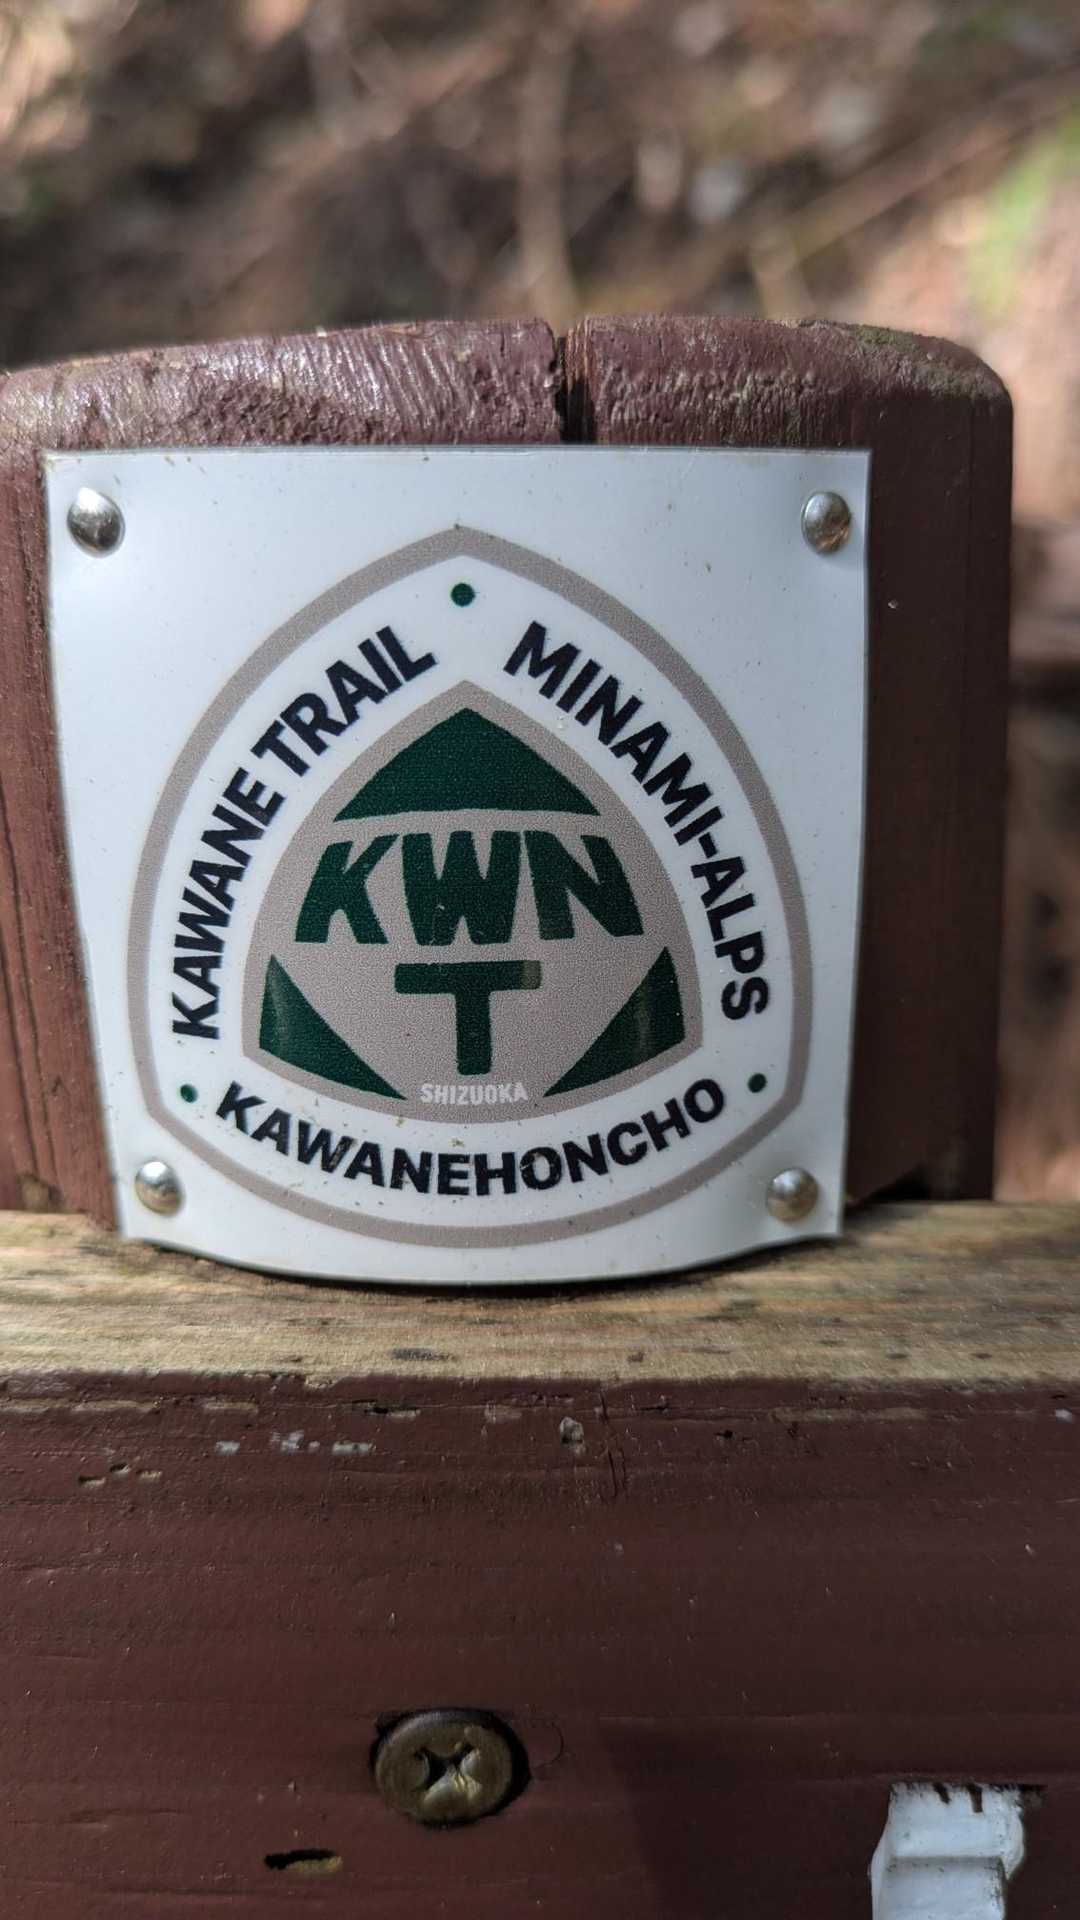 KAWANE TRAIL
MINAMI-ALPS
KWN
T
SHIZUOKA
KAWANEHONCHO